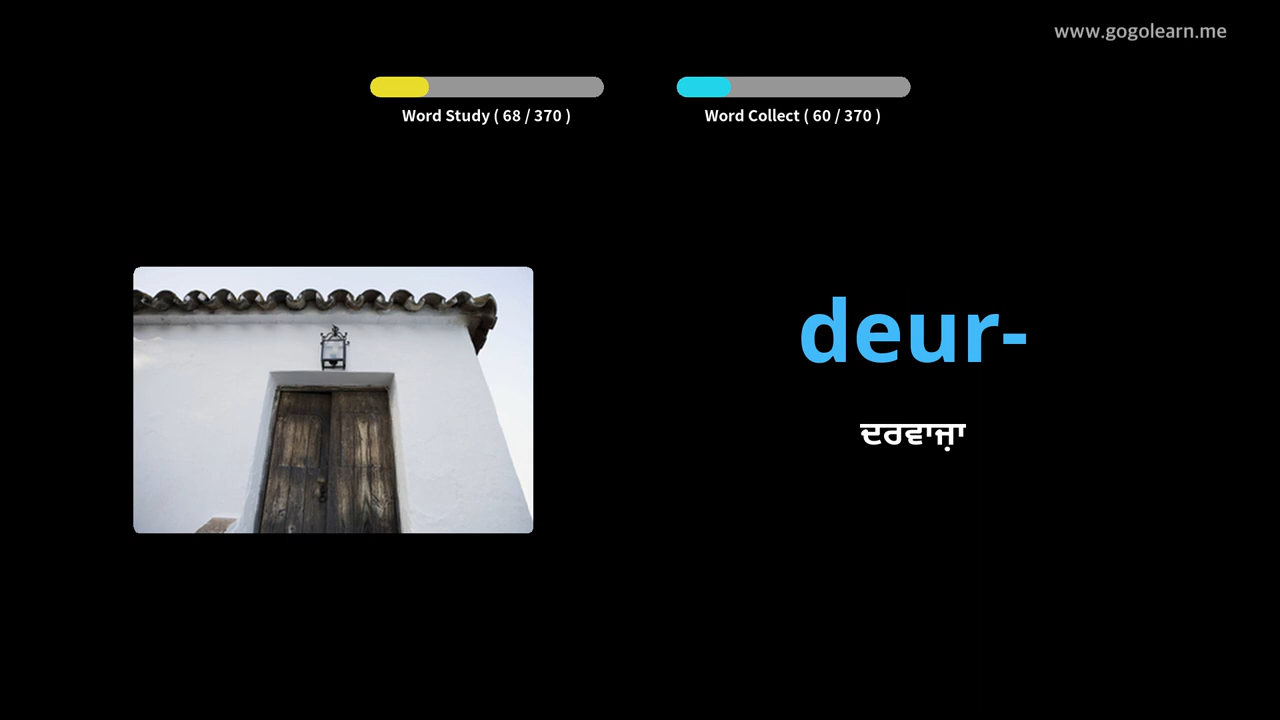 www.gogolearn.me
Word Study ( 68 / 370 )
Word Collect ( 60 / 370 )
deur-
ਦਰਵਾਜ਼ਾ